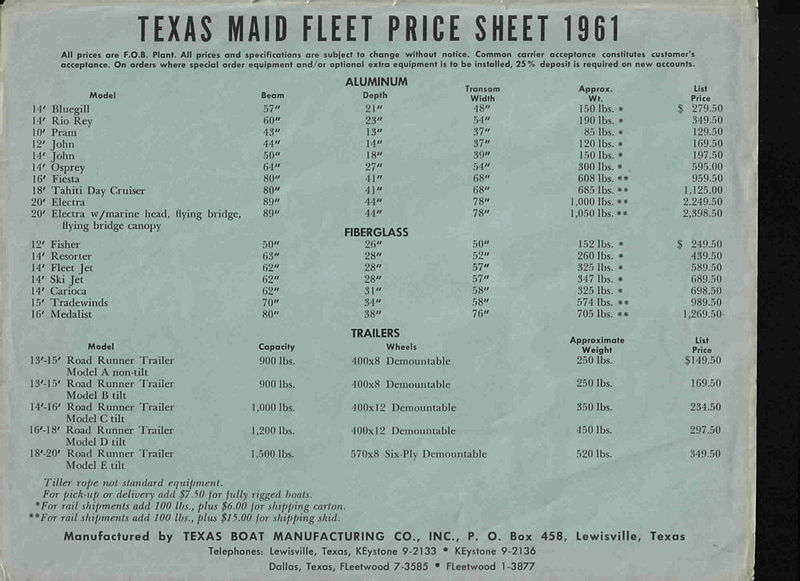 TEXAS MAID FLEET PRICE SHEET 1961
All prices are F.O.B. Plant. All prices and specifications are subject to change without notice. Common carrier acceptance constitutes customer's
acceptance. On orders where special order equipment and/or optional extra equipment is to be installed, 25% deposit is required on new accounts.
ALUMINUM
Model Beam Depth Transom Width Approx. Wt. List Price
14' Bluegill 57" 21" 48" 150 lbs. * $ 279.50
14' Rio Rey 60" 23" 54" 190 lbs. * 349.50
10' Pram 43" 13" 37" 85 lbs. * 129.50
12' John 44" 14" 37" 120 lbs. * 169.50
14' John 50" 18" 39" 150 lbs. * 197.50
14' Osprey 64" 27" 54" 300 lbs. * 595.00
16' Fiesta 80" 41" 68" 608 lbs. ** 959.50
18' Tahiti Day Cruiser 80" 41" 68" 685 lbs. ** 1,125.00
20' Electra 89" 44" 78" 1,000 lbs. ** 2.249.50
20' Electra w/marine head, flying bridge, 89" 44" 78" 1,050 lbs. ** 2,398.50
flying bridge canopy
FIBERGLASS
12' Fisher 50" 26" 50" 152 lbs. * $ 249.50
14' Resorter 63" 28" 52" 260 lbs. * 439.50
14' Fleet Jet 62" 28" 57" 325 lbs. * 589.50
14' Ski Jet 62" 28" 57" 347 lbs. * 689.50
14' Carioca 62" 31" 58" 325 lbs. * 698.50
15' Tradewinds 70" 34" 58" 574 lbs. ** 989.50
16' Medalist 80" 38" 76" 705 lbs. ** 1,269.50
TRAILERS
Model Capacity Wheels Approximate Weight List Price
13'-15' Road Runner Trailer 900 lbs. 400x8 Demountable 250 lbs. $149.50
Model A non-tilt
13'-15' Road Runner Trailer 900 lbs. 400x8 Demountable 250 lbs. 169.50
Model B tilt
14'-16' Road Runner Trailer 1,000 lbs. 400x12 Demountable 350 lbs. 234.50
Model C tilt
16'-18' Road Runner Trailer 1,200 lbs. 400x12 Demountable 450 lbs. 297.50
Model D tilt
18'-20' Road Runner Trailer 1,500 lbs. 570x8 Six-Ply Demountable 520 lbs. 349.50
Model E tilt
Tiller rope not standard equipment.
For pick-up or delivery add $7.50 for fully rigged boats.
*For rail shipments add 100 lbs., plus $6.00 for shipping carton.
**For rail shipments add 100 lbs., plus $15.00 for shipping skid.
Manufactured by TEXAS BOAT MANUFACTURING CO., INC., P. O. Box 458, Lewisville, Texas
Telephones: Lewisville, Texas, KEystone 9-2133 • KEystone 9-2136
Dallas, Texas, FLeetwood 7-3585 • FLeetwood 1-3877